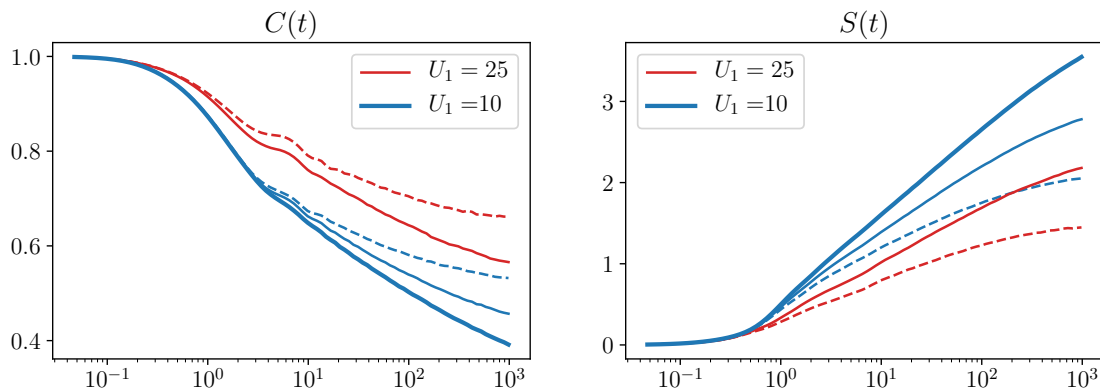 C(t)
1.0
0.8
0.6
0.4
U₁ = 25
U₁ =10
10⁻¹ 10⁰ 10¹ 10² 10³
S(t)
3
2
1
0
U₁ = 25
U₁ =10
10⁻¹ 10⁰ 10¹ 10² 10³